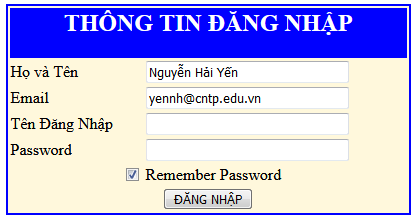 THÔNG TIN ĐĂNG NHẬP
Họ và Tên Nguyễn Hải Yến
Email yennh@cntp.edu.vn
Tên Đăng Nhập
Password
Remember Password
ĐĂNG NHẬP